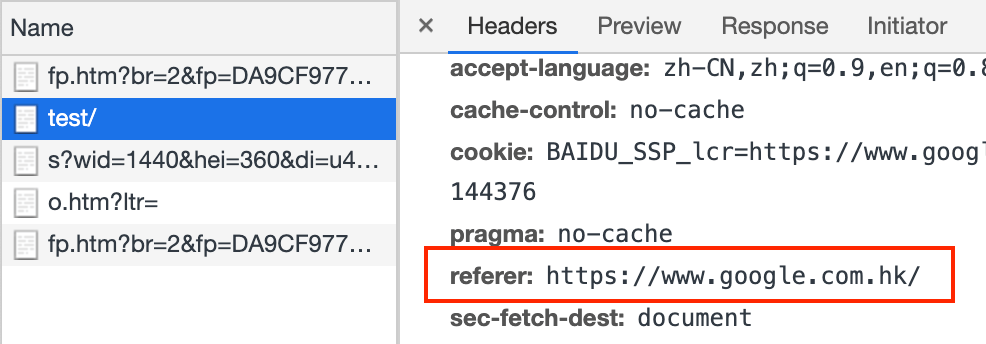 Name
fp.htm?br=2&fp=DA9CF977...
test/
s?wid=1440&hei=360&di=u4...
o.htm?ltr=
fp.htm?br=2&fp=DA9CF977...
× Headers Preview Response Initiator
accept-language: zh-CN,zh;q=0.9,en;q=0.8
cache-control: no-cache
cookie: BAIDU_SSP_lcr=https://www.googl
144376
pragma: no-cache
referer: https://www.google.com.hk/
sec-fetch-dest: document